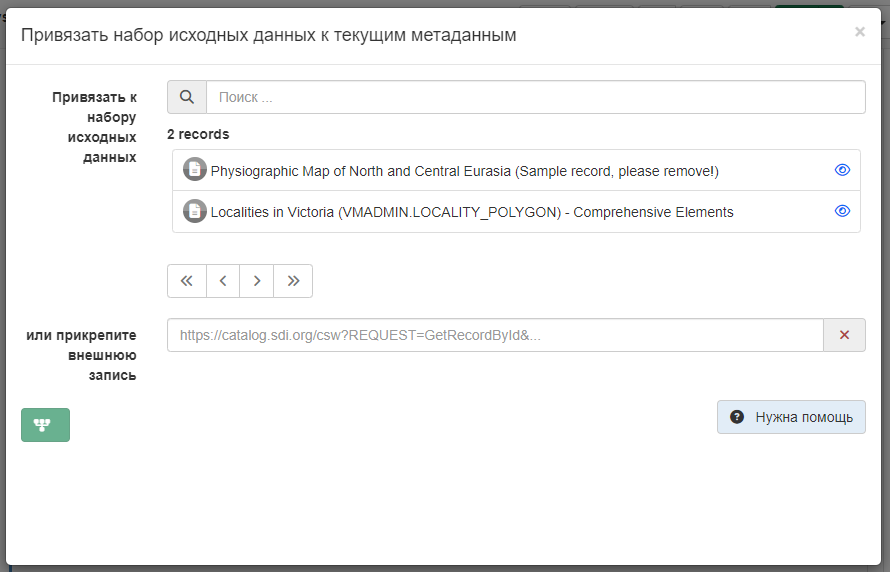 Привязать набор исходных данных к текущим метаданным
×
Привязать к
набору
исходных
данных
Поиск ...
2 records
Physiographic Map of North and Central Eurasia (Sample record, please remove!)
Localities in Victoria (VMADMIN.LOCALITY_POLYGON) - Comprehensive Elements
или прикрепите
внешнюю
запись
https://catalog.sdi.org/csw?REQUEST=GetRecordById&...
Нужна помощь